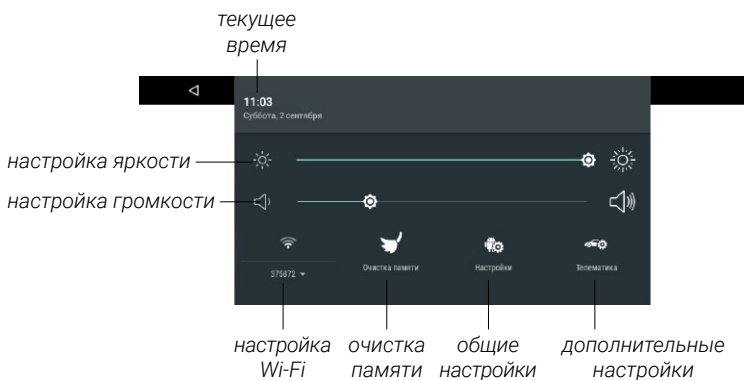 текущее
время
11:03
Суббота, 2 сентября
настройка яркости
настройка громкости
375872
Очистка памяти
Настройки
Телематика
настройка
Wi-Fi
очистка
памяти
общие
настройки
дополнительные
настройки